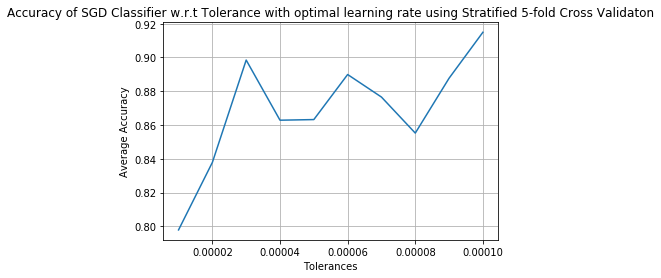 Accuracy of SGD Classifier w.r.t Tolerance with optimal learning rate using Stratified 5-fold Cross Validaton
0.92
0.90
0.88
0.86
0.84
0.82
0.80
Average Accuracy
0.00002 0.00004 0.00006 0.00008 0.00010
Tolerances